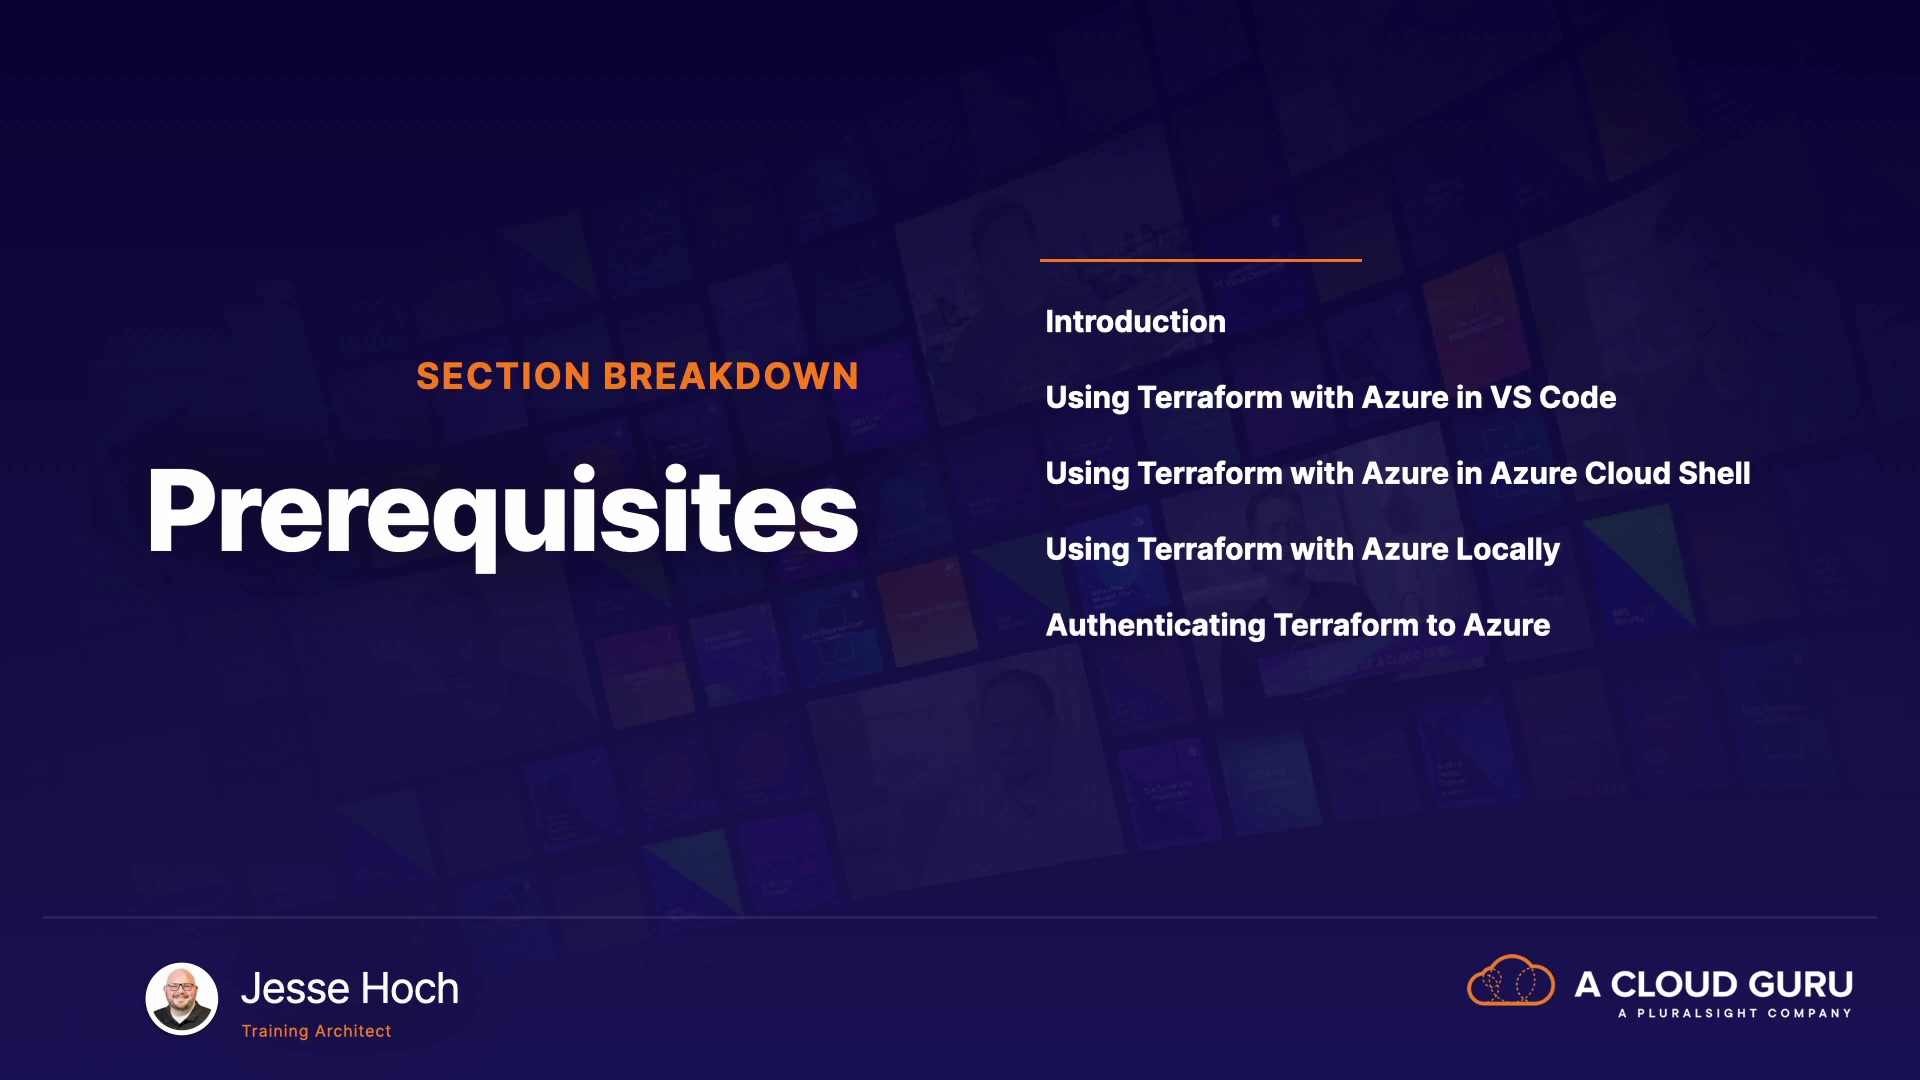 SECTION BREAKDOWN
Prerequisites
Introduction
Using Terraform with Azure in VS Code
Using Terraform with Azure in Azure Cloud Shell
Using Terraform with Azure Locally
Authenticating Terraform to Azure
Jesse Hoch
Training Architect
A CLOUD GURU
A PLURALSIGHT COMPANY